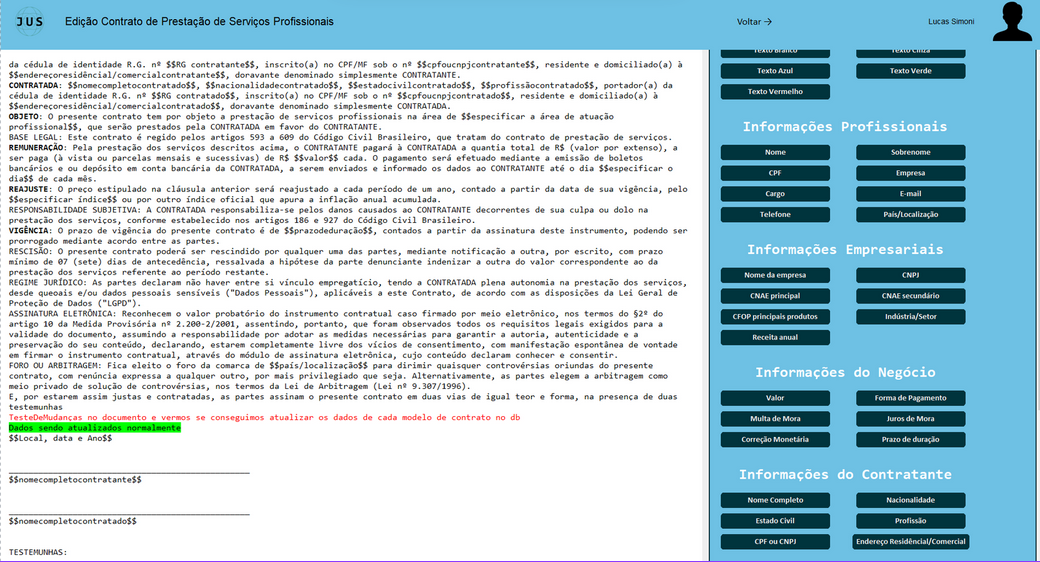 JUS
Edição Contrato de Prestação de Serviços Profissionais
Voltar →
Lucas Simoni
da cédula de identidade R.G. nº $$RG contratante$$, inscrito(a) no CPF/MF sob o nº $$cpfoucnpjcontratante$$, residente e domiciliado(a) à
$$endereçoresidêncial/comercialcontratante$$, doravante denominado simplesmente CONTRATANTE.
CONTRATADA: $$nomecompletocontratado$$, $$nacionalidadecontratado$$, $$estadocivilcontratado$$, $$profissãocontratado$$, portador(a) da
cédula de identidade R.G. nº $$RG contratado$$, inscrito(a) no CPF/MF sob o nº $$cpfoucnpjcontratado$$, residente e domiciliado(a) à
$$endereçoresidêncial/comercialcontratado$$, doravante denominado simplesmente CONTRATADA.
OBJETO: O presente contrato tem por objeto a prestação de serviços profissionais na área de $$especificar a área de atuação
profissional$$, que serão prestados pela CONTRATADA em favor do CONTRATANTE.
BASE LEGAL: Este contrato é regido pelos artigos 593 a 609 do Código Civil Brasileiro, que tratam do contrato de prestação de serviços.
REMUNERAÇÃO: Pela prestação dos serviços descritos acima, o CONTRATANTE pagará à CONTRATADA a quantia total de R$ (valor por extenso), a
ser paga (à vista ou parcelas mensais e sucessivas) de R$ $$valor$$ cada. O pagamento será efetuado mediante a emissão de boletos
bancários e ou depósito em conta bancária da CONTRATADA, a serem enviados e informado os dados ao CONTRATANTE até o dia $$especificar o
dia$$ de cada mês.
REAJUSTE: O preço estipulado na cláusula anterior será reajustado a cada período de um ano, contado a partir da data de sua vigência, pelo
$$especificar índice$$ ou por outro índice oficial que apura a inflação anual acumulada.
RESPONSABILIDADE SUBJETIVA: A CONTRATADA responsabiliza-se pelos danos causados ao CONTRATANTE decorrentes de sua culpa ou dolo na
prestação dos serviços, conforme estabelecido nos artigos 186 e 927 do Código Civil Brasileiro.
VIGÊNCIA: O prazo de vigência do presente contrato é de $$prazodeduração$$, contados a partir da assinatura deste instrumento, podendo ser
prorrogado mediante acordo entre as partes.
RESCISÃO: O presente contrato poderá ser rescindido por qualquer uma das partes, mediante notificação a outra, por escrito, com prazo
mínimo de 07 (sete) dias de antecedência, ressalvada a hipótese da parte denunciante indenizar a outra do valor correspondente ao da
prestação dos serviços referente ao período restante.
REGIME JURÍDICO: As partes declaram não haver entre si vínculo empregatício, tendo a CONTRATADA plena autonomia na prestação dos serviços,
desde queoais e/ou dados pessoais sensíveis ("Dados Pessoais"), aplicáveis a este Contrato, de acordo com as disposições da Lei Geral de
Proteção de Dados ("LGPD").
ASSINATURA ELETRÔNICA: Reconhecem o valor probatório do instrumento contratual caso firmado por meio eletrônico, nos termos do §2º do
artigo 10 da Medida Provisória nº 2.200-2/2001, assentindo, portanto, que foram observados todos os requisitos legais exigidos para a
validade do documento, assumindo a responsabilidade por adotar as medidas necessárias para garantir a autoria, autenticidade e a
preservação do seu conteúdo, declarando, estarem completamente livre dos vícios de consentimento, com manifestação espontânea de vontade
em firmar o instrumento contratual, através do módulo de assinatura eletrônica, cujo conteúdo declaram conhecer e consentir.
FORO OU ARBITRAGEM: Fica eleito o foro da comarca de $$país/localização$$ para dirimir quaisquer controvérsias oriundas do presente
contrato, com renúncia expressa a qualquer outro, por mais privilegiado que seja. Alternativamente, as partes elegem a arbitragem como
meio privado de solução de controvérsias, nos termos da Lei de Arbitragem (Lei nº 9.307/1996).
E, por estarem assim justas e contratadas, as partes assinam o presente contrato em duas vias de igual teor e forma, na presença de duas
testemunhas
TesteDeMudanças no documento e vermos se conseguimos atualizar os dados de cada modelo de contrato no db
Dados sendo atualizados normalmente
$$Local, data e Ano$$
$$nomecompletocontratante$$
$$nomecompletocontratado$$
TESTEMUNHAS:
Texto Branco
Texto Cinza
Texto Azul
Texto Verde
Texto Vermelho
Informações Profissionais
Nome
Sobrenome
CPF
Empresa
Cargo
E-mail
Telefone
País/Localização
Informações Empresariais
Nome da empresa
CNPJ
CNAE principal
CNAE secundário
CFOP principais produtos
Indústria/Setor
Receita anual
Informações do Negócio
Valor
Forma de Pagamento
Multa de Mora
Juros de Mora
Correção Monetária
Prazo de duração
Informações do Contratante
Nome Completo
Nacionalidade
Estado Civil
Profissão
CPF ou CNPJ
Endereço Residêncial/Comercial